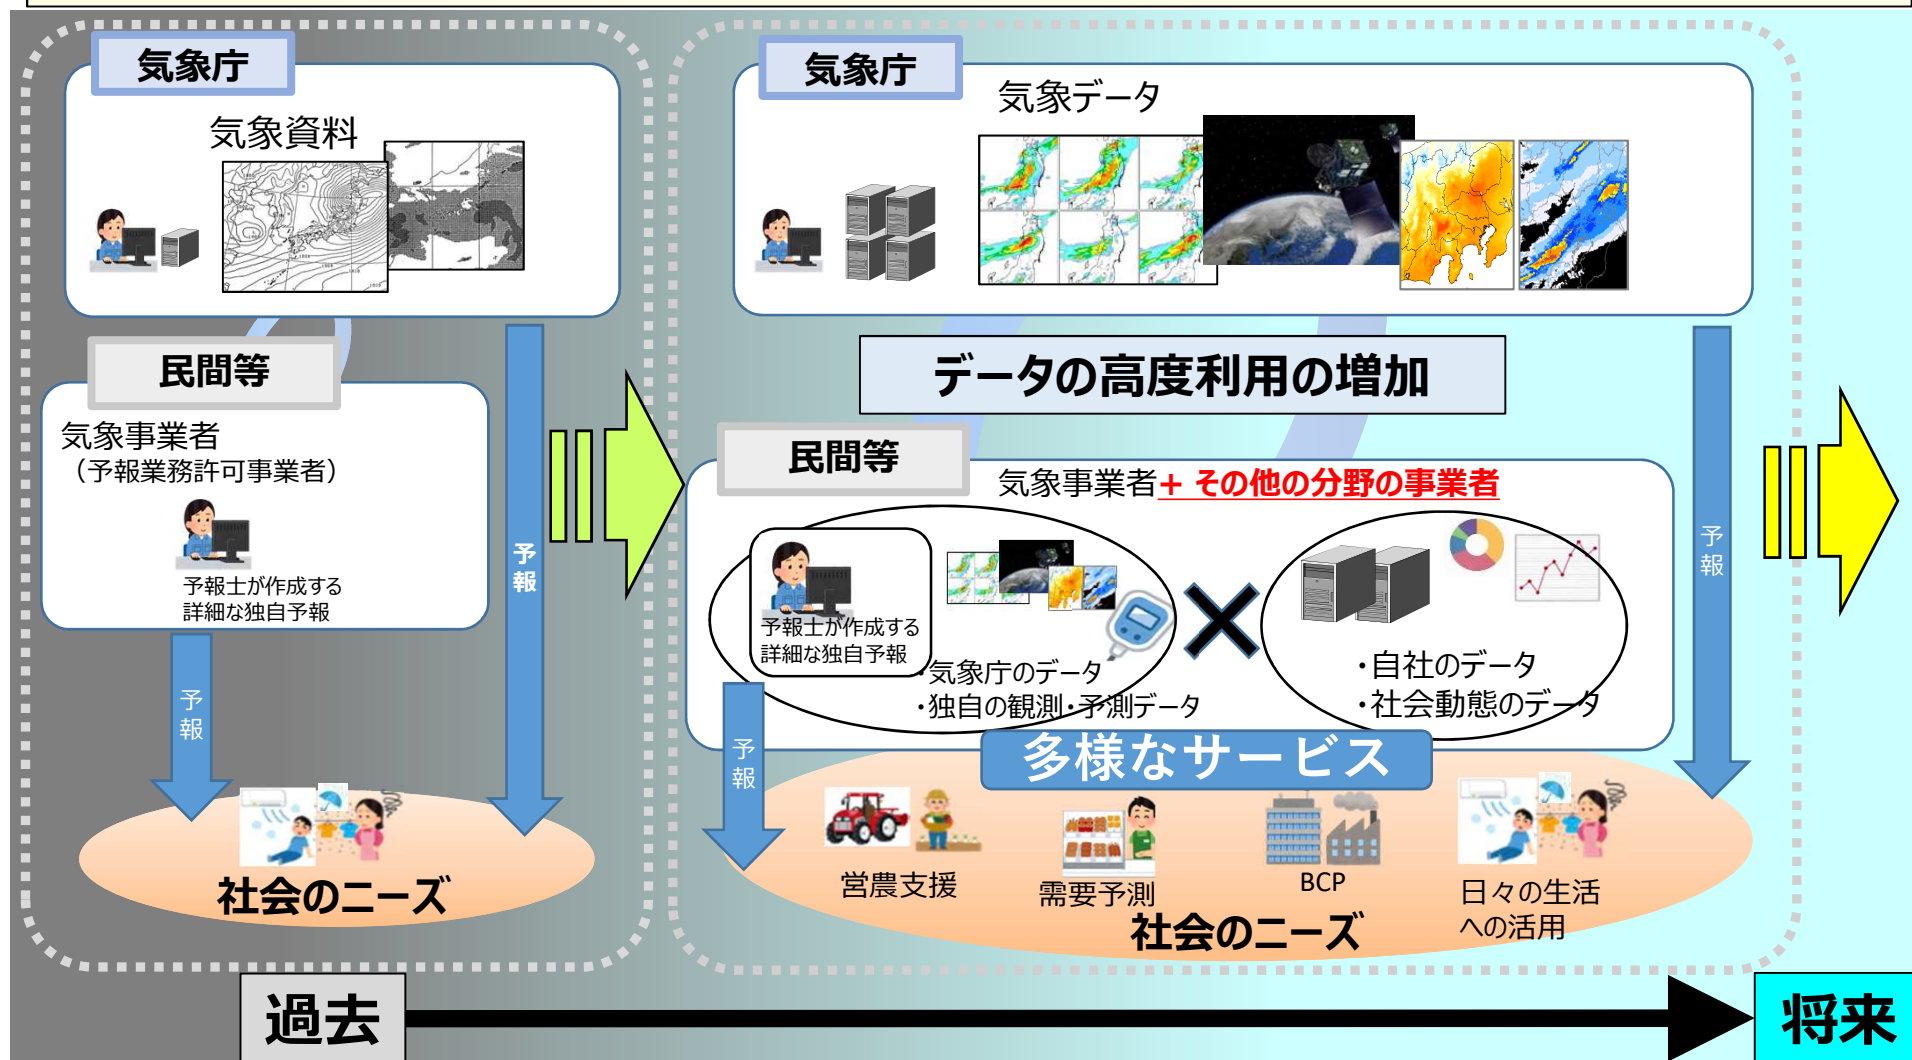 気象庁
気象資料
民間等
気象事業者
（予報業務許可事業者）
予報士が作成する
詳細な独自予報
予報
予報
社会のニーズ
気象庁
気象データ
データの高度利用の増加
民間等
気象事業者+ その他の分野の事業者
予報士が作成する
詳細な独自予報
・気象庁のデータ
・独自の観測・予測データ
・自社のデータ
・社会動態のデータ
予報
予報
多様なサービス
営農支援
需要予測
BCP
日々の生活
への活用
社会のニーズ
過去
将来